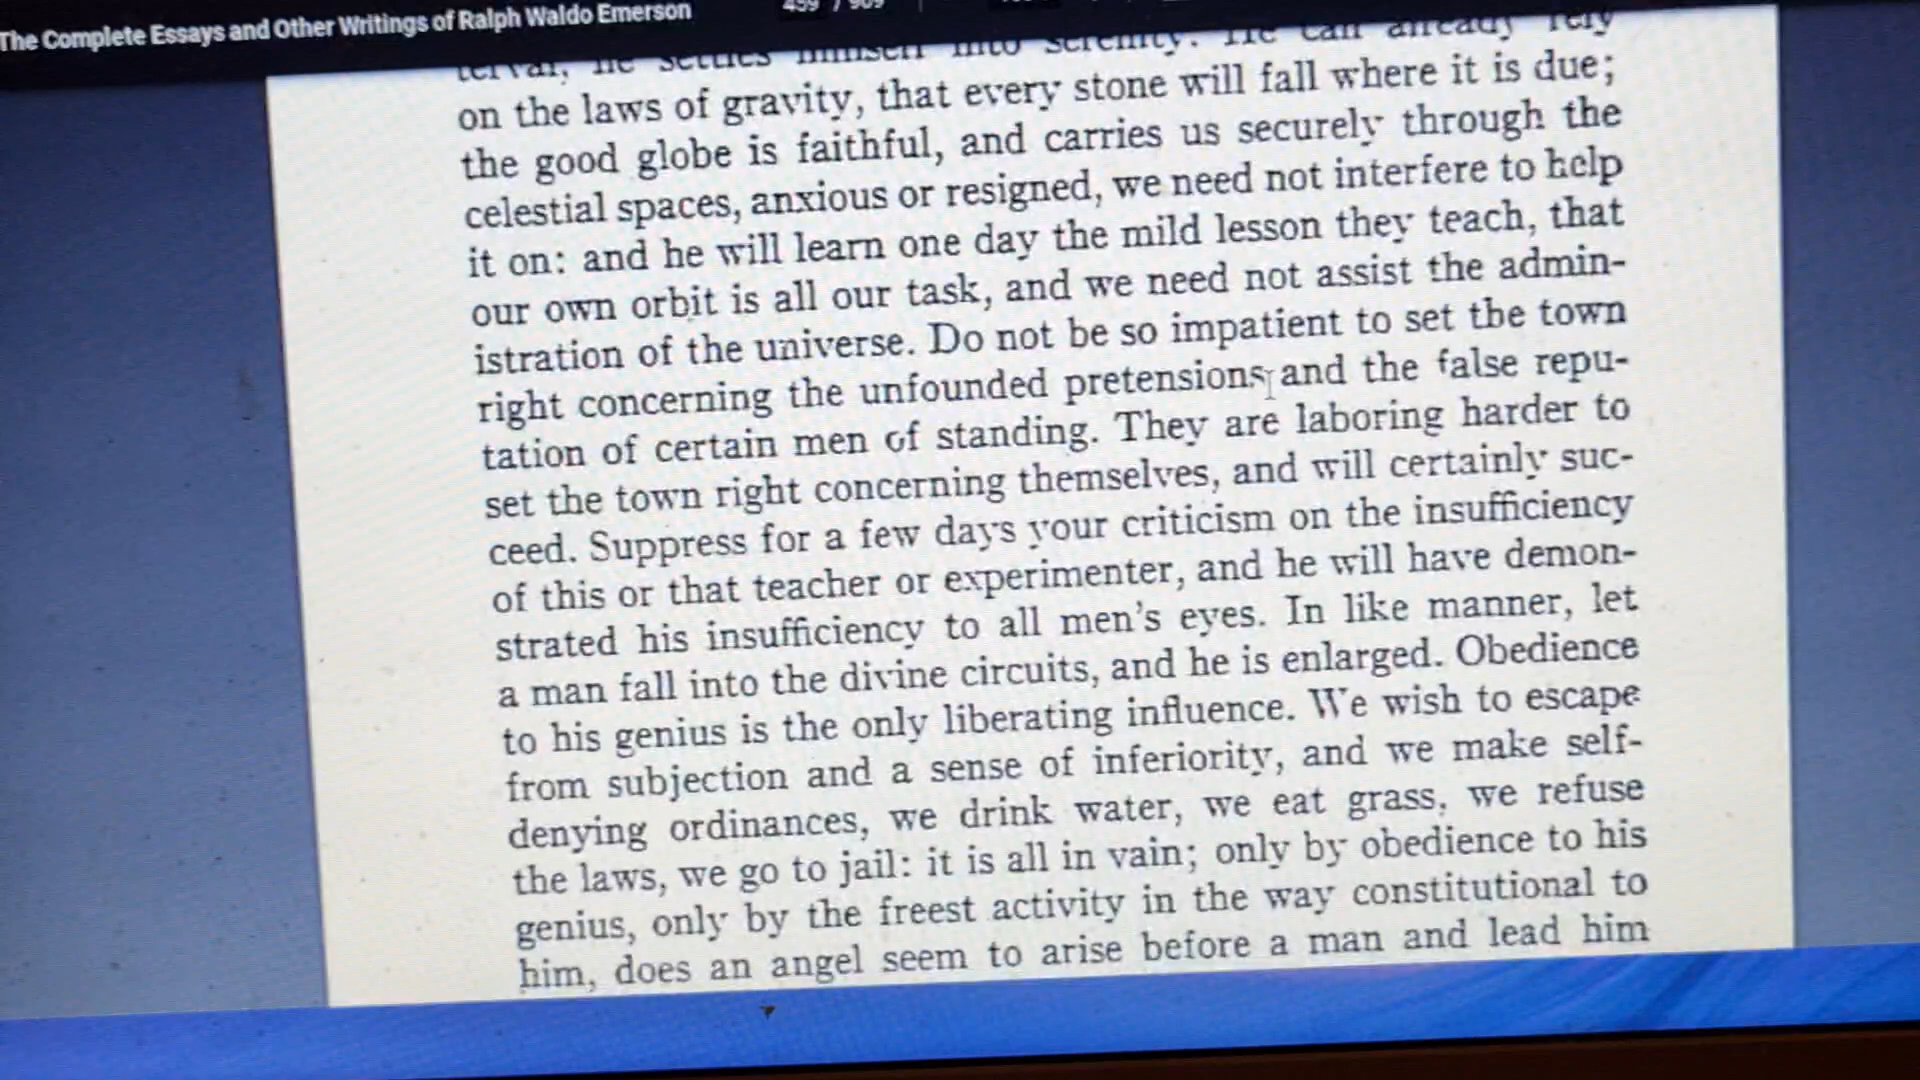 The Complete Essays and Other Writings of Ralph Waldo Emerson
459 / 969
terval, he settles himself into serenity. He can already rely
on the laws of gravity, that every stone will fall where it is due;
the good globe is faithful, and carries us securely through the
celestial spaces, anxious or resigned, we need not interfere to help
it on: and he will learn one day the mild lesson they teach, that
our own orbit is all our task, and we need not assist the admin-
istration of the universe. Do not be so impatient to set the town
right concerning the unfounded pretensions and the false repu-
tation of certain men of standing. They are laboring harder to
set the town right concerning themselves, and will certainly suc-
ceed. Suppress for a few days your criticism on the insufficiency
of this or that teacher or experimenter, and he will have demon-
strated his insufficiency to all men's eyes. In like manner, let
a man fall into the divine circuits, and he is enlarged. Obedience
to his genius is the only liberating influence. We wish to escape
from subjection and a sense of inferiority, and we make self-
denying ordinances, we drink water, we eat grass, we refuse
the laws, we go to jail: it is all in vain; only by obedience to his
genius, only by the freest activity in the way constitutional to
him, does an angel seem to arise before a man and lead him